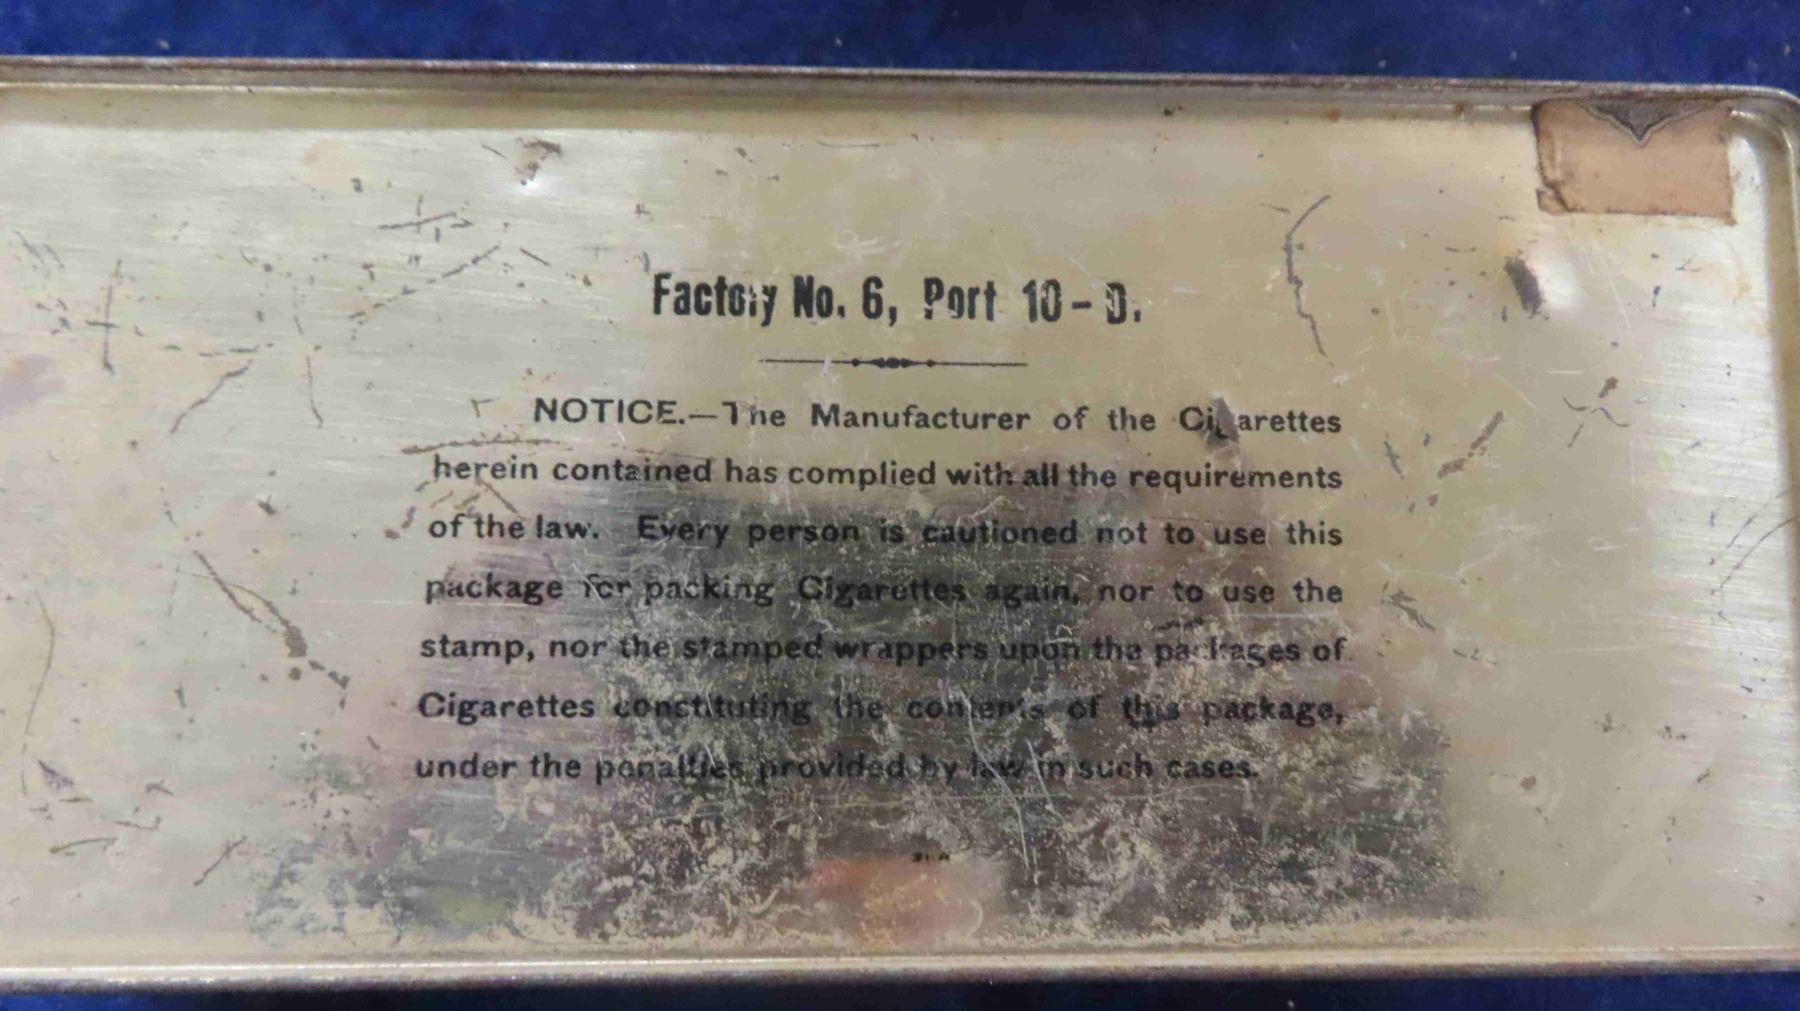 Factory No. 6, Port 10-D.
NOTICE.—The Manufacturer of the Cigarettes
herein contained has complied with all the requirements
of the law. Every person is cautioned not to use this
package for packing Cigarettes again, nor to use the
stamp, nor the stamped wrappers upon the packages of
Cigarettes constituting the contents of this package,
under the penalties provided by law in such cases.